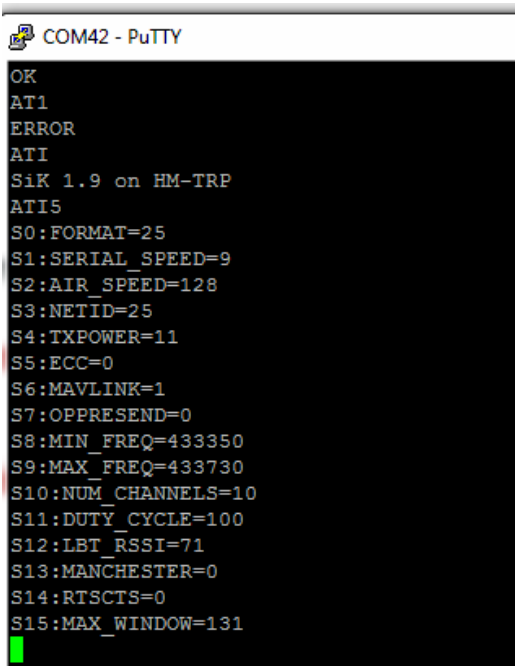 COM42 - PuTTY
OK
AT1
ERROR
ATI
SiK 1.9 on HM-TRP
ATI5
S0:FORMAT=25
S1:SERIAL_SPEED=9
S2:AIR_SPEED=128
S3:NETID=25
S4:TXPOWER=11
S5:ECC=0
S6:MAVLINK=1
S7:OPPRESEND=0
S8:MIN_FREQ=433350
S9:MAX_FREQ=433730
S10:NUM_CHANNELS=10
S11:DUTY_CYCLE=100
S12:LBT_RSSI=71
S13:MANCHESTER=0
S14:RTSCTS=0
S15:MAX_WINDOW=131